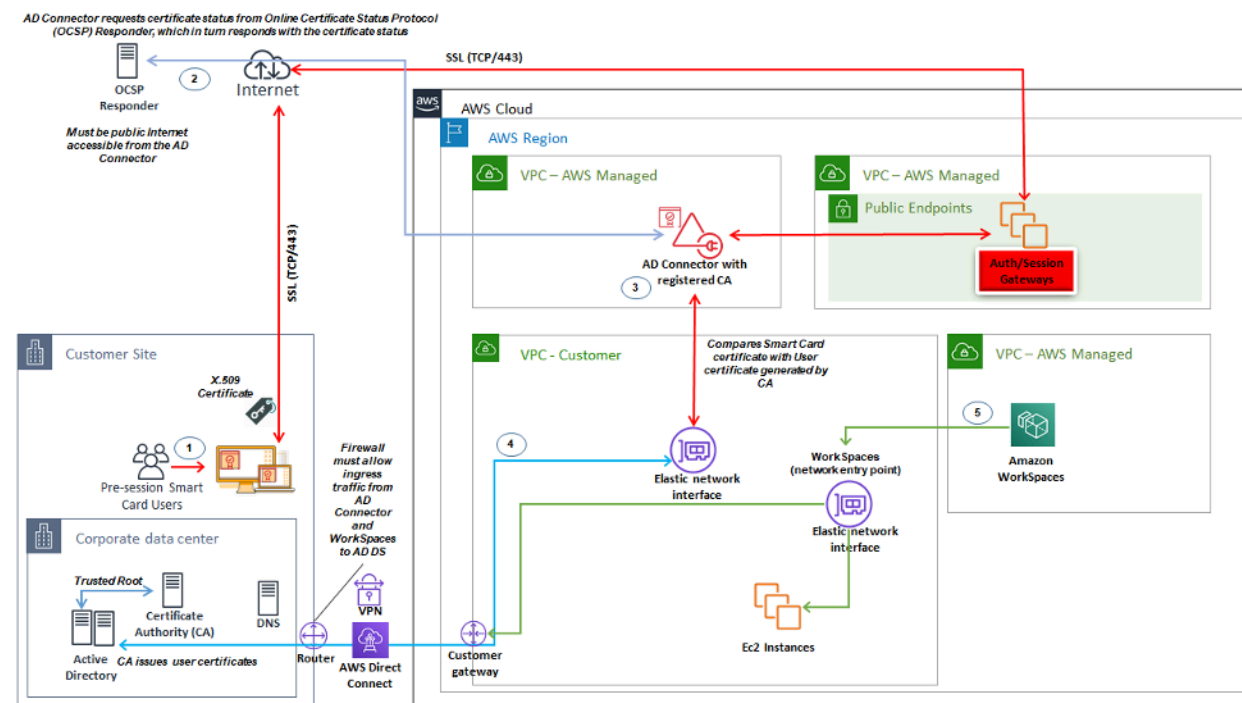 AD Connector requests certificate status from Online Certificate Status Protocol
(OCSP) Responder, which in turn responds with the certificate status
SSL (TCP/443)
2
OCSP
Responder
Internet
Must be public Internet
accessible from the AD
Connector
aws
AWS Cloud
AWS Region
VPC – AWS Managed
VPC – AWS Managed
Public Endpoints
AD Connector with
registered CA
3
Auth/Session
Gateways
SSL (TCP/443)
Customer Site
X.509
Certificate
1
Pre-session Smart
Card Users
Firewall
must allow
ingress
traffic from
AD
Connector
and
WorkSpaces
to AD DS
VPC - Customer
Compares Smart Card
certificate with User
certificate generated by
CA
VPC – AWS Managed
4
5
Elastic network
interface
WorkSpaces
(network entry point)
Amazon
WorkSpaces
Elastic network
interface
Corporate data center
Trusted Root
Certificate
Authority (CA)
DNS
VPN
Active
Directory
CA issues user certificates
Router
AWS Direct
Connect
Customer
gateway
Ec2 Instances